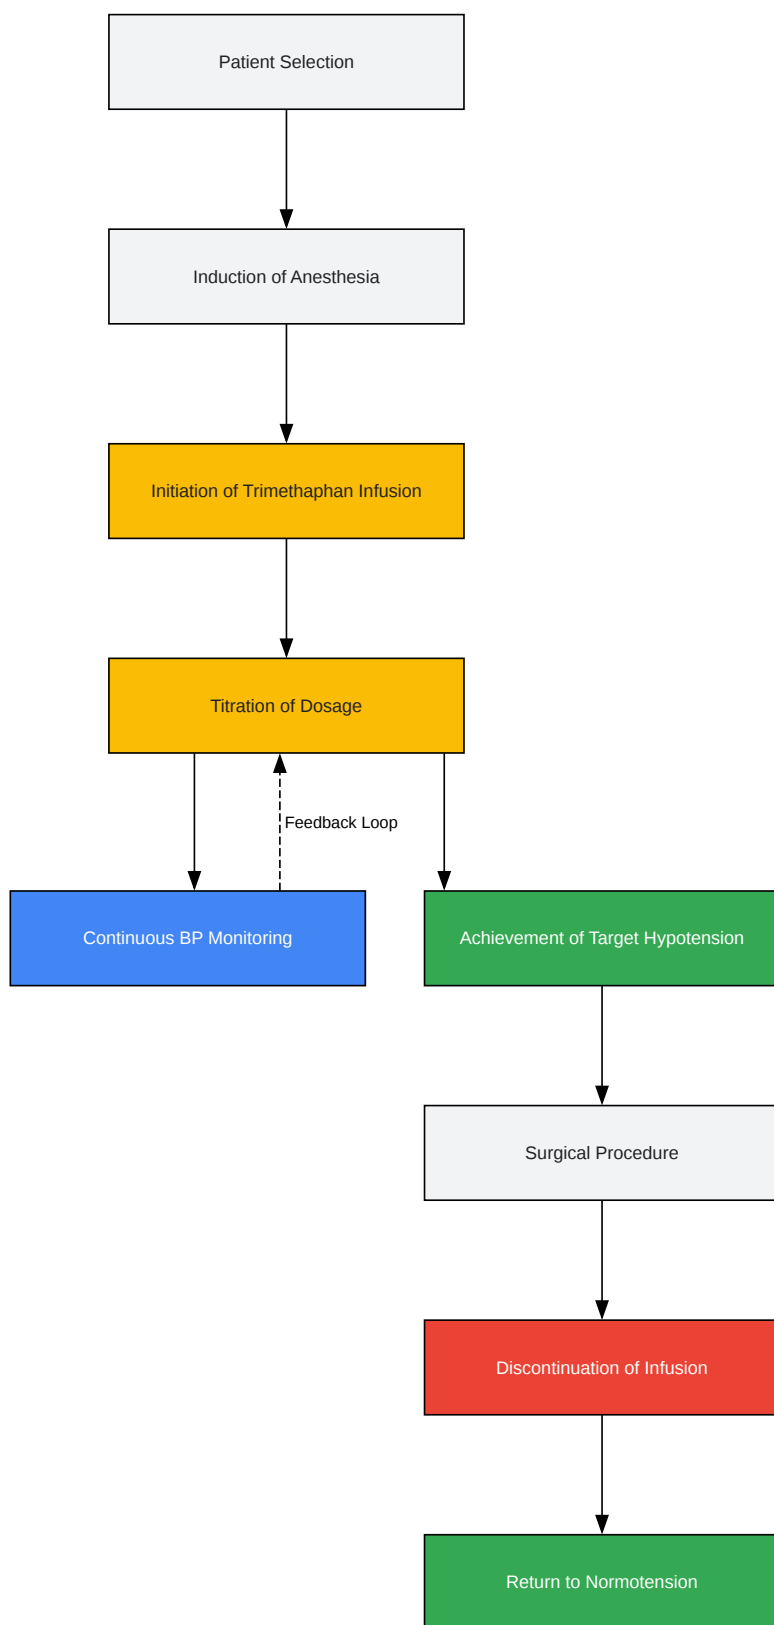 Patient Selection
Induction of Anesthesia
Initiation of Trimethaphan Infusion
Titration of Dosage
Feedback Loop
Continuous BP Monitoring
Achievement of Target Hypotension
Surgical Procedure
Discontinuation of Infusion
Return to Normotension